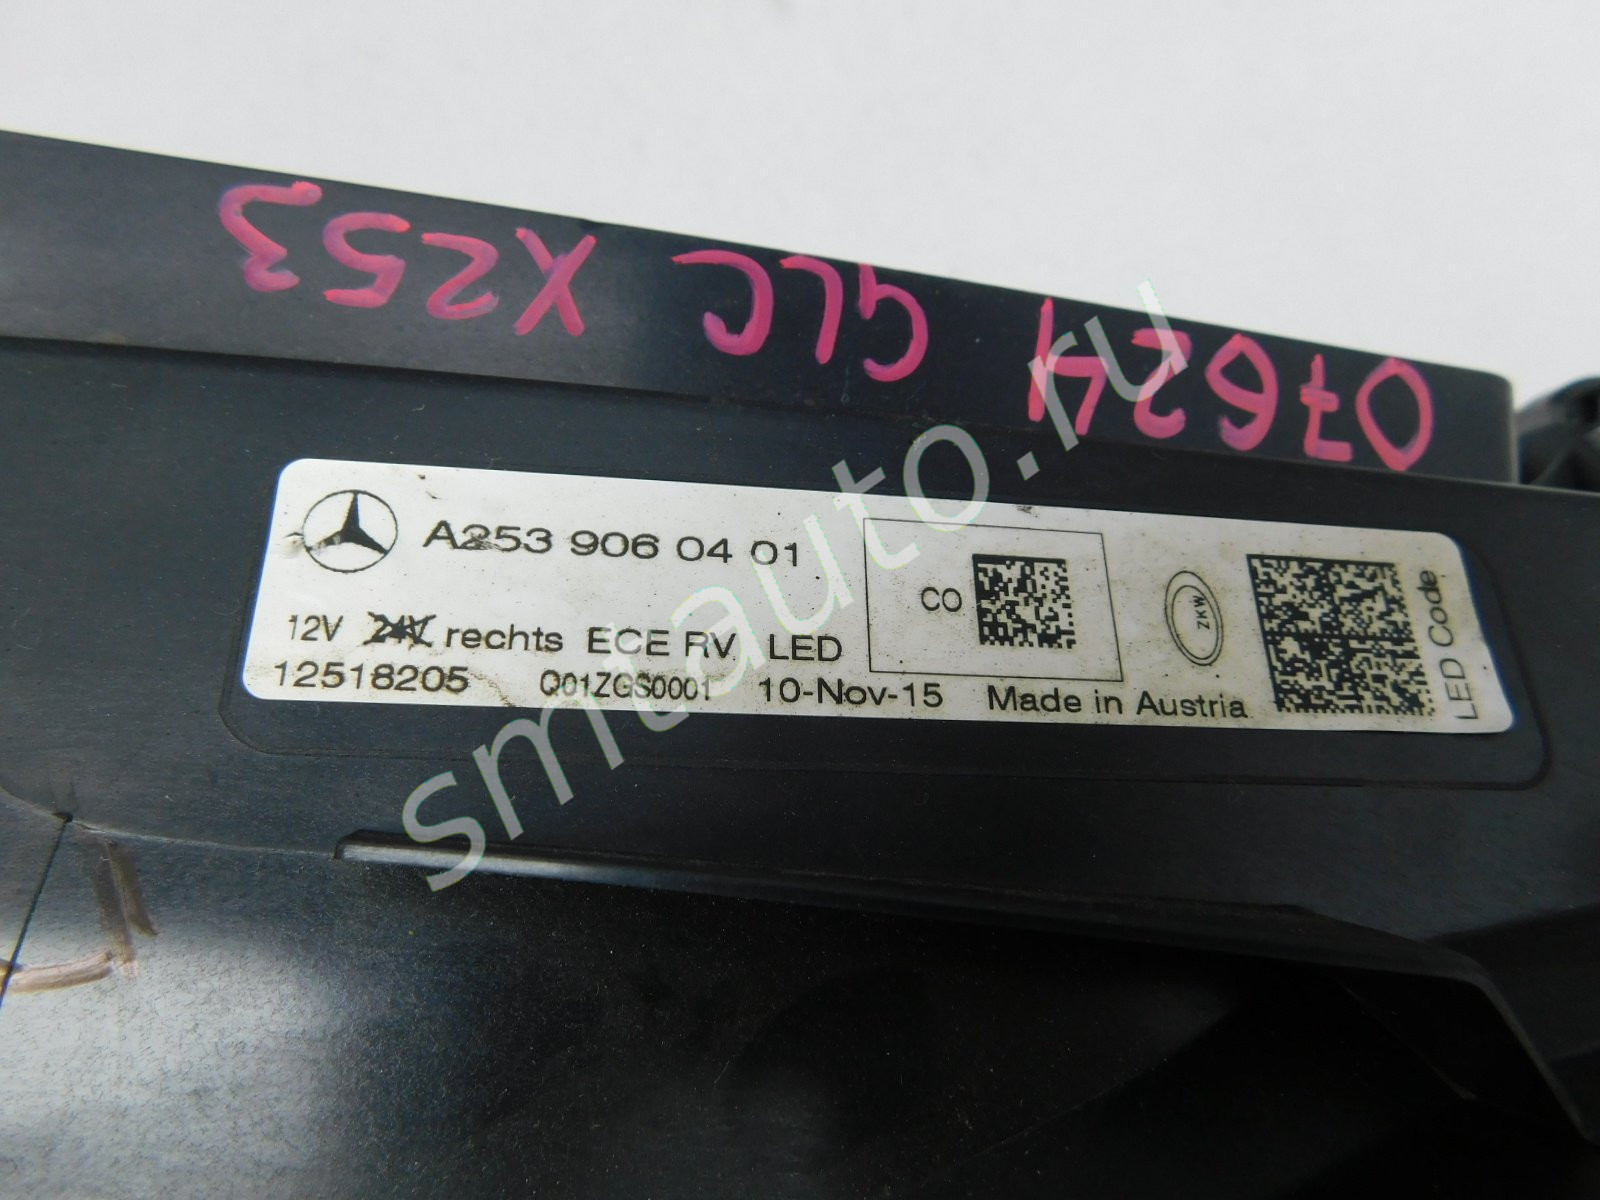 07624 GLC X253
A253 906 04 01
12V 24V rechts ECE RV LED
12518205 Q01ZGS0001 10-Nov-15 Made in Austria
CO
ZKW
LED Code
smtauto.ru